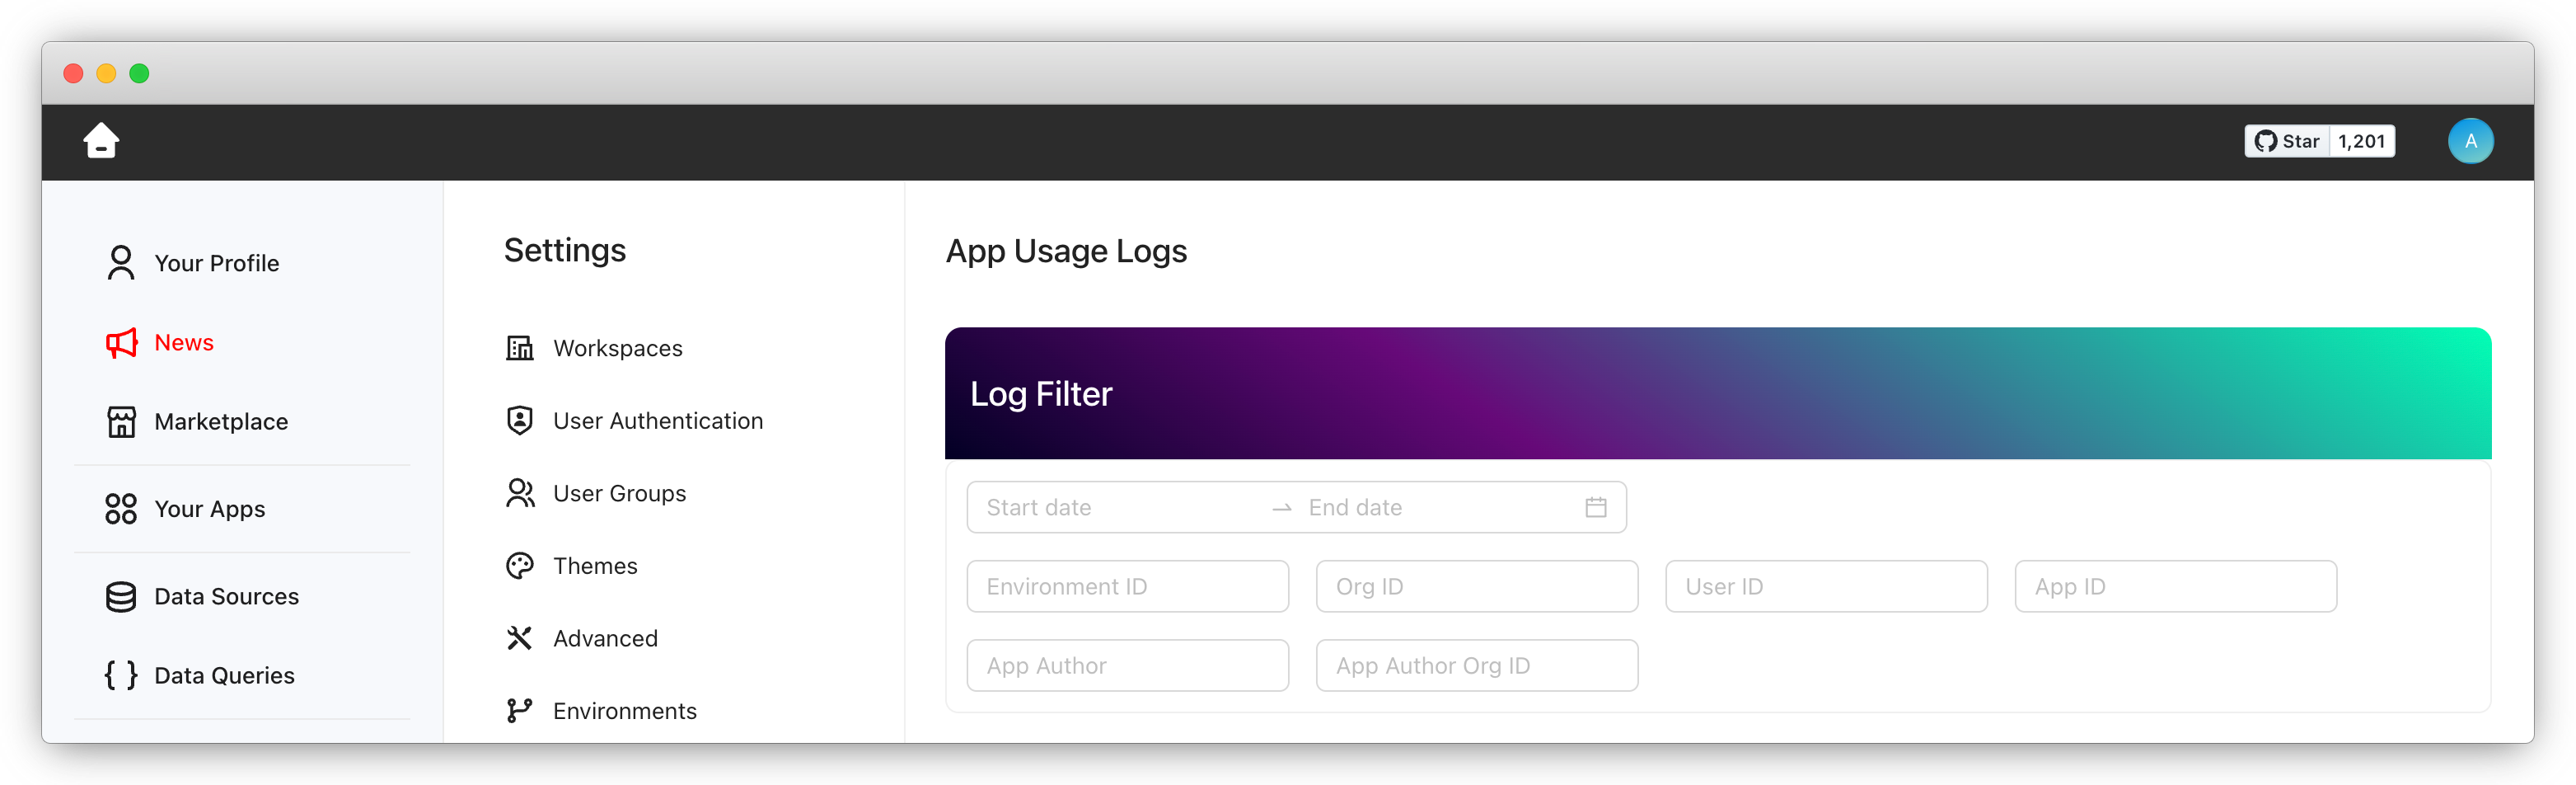 Star 1,201
A
Your Profile
News
Marketplace
Your Apps
Data Sources
Data Queries
Settings
Workspaces
User Authentication
User Groups
Themes
Advanced
Environments
App Usage Logs
Log Filter
Start date
End date
Environment ID
Org ID
User ID
App ID
App Author
App Author Org ID